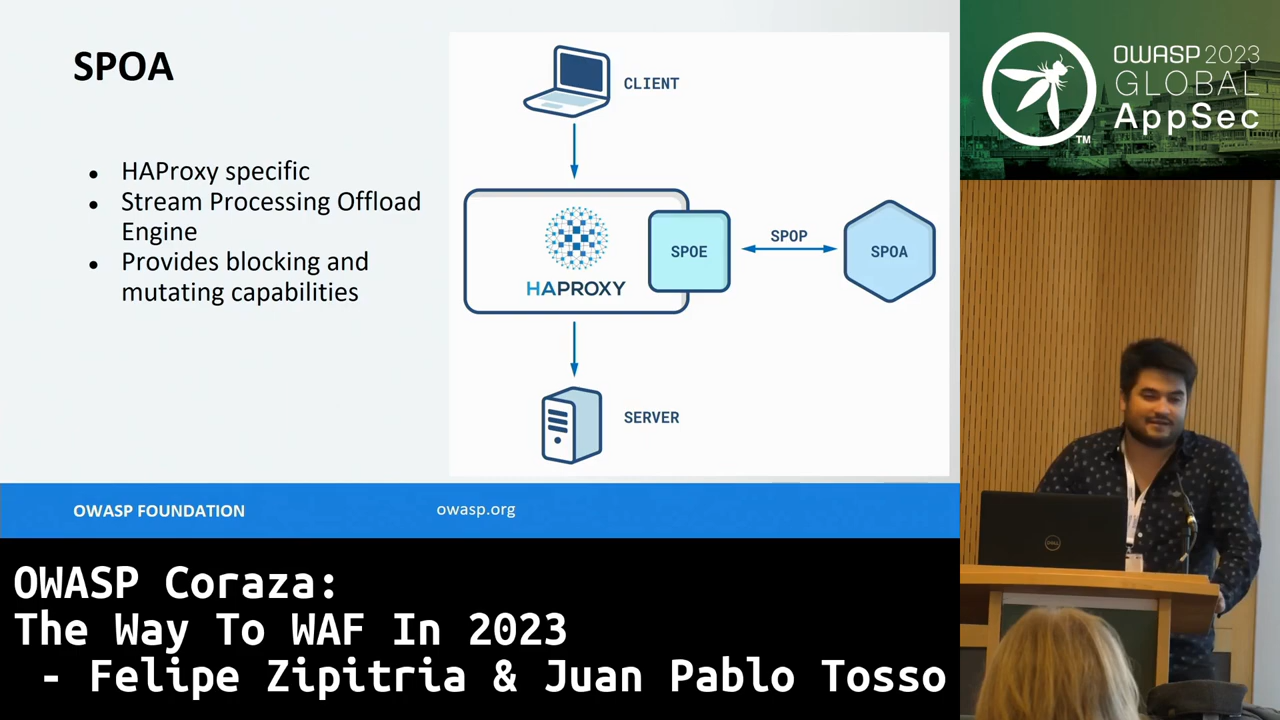 SPOA
HAProxy specific
Stream Processing Offload
Engine
Provides blocking and
mutating capabilities
CLIENT
HAPROXY
SPOE
SPOP
SPOA
SERVER
OWASP FOUNDATION
owasp.org
OWASP 2023
GLOBAL
AppSec
TM
DELL
OWASP Coraza:
The Way To WAF In 2023
- Felipe Zipitria & Juan Pablo Tosso